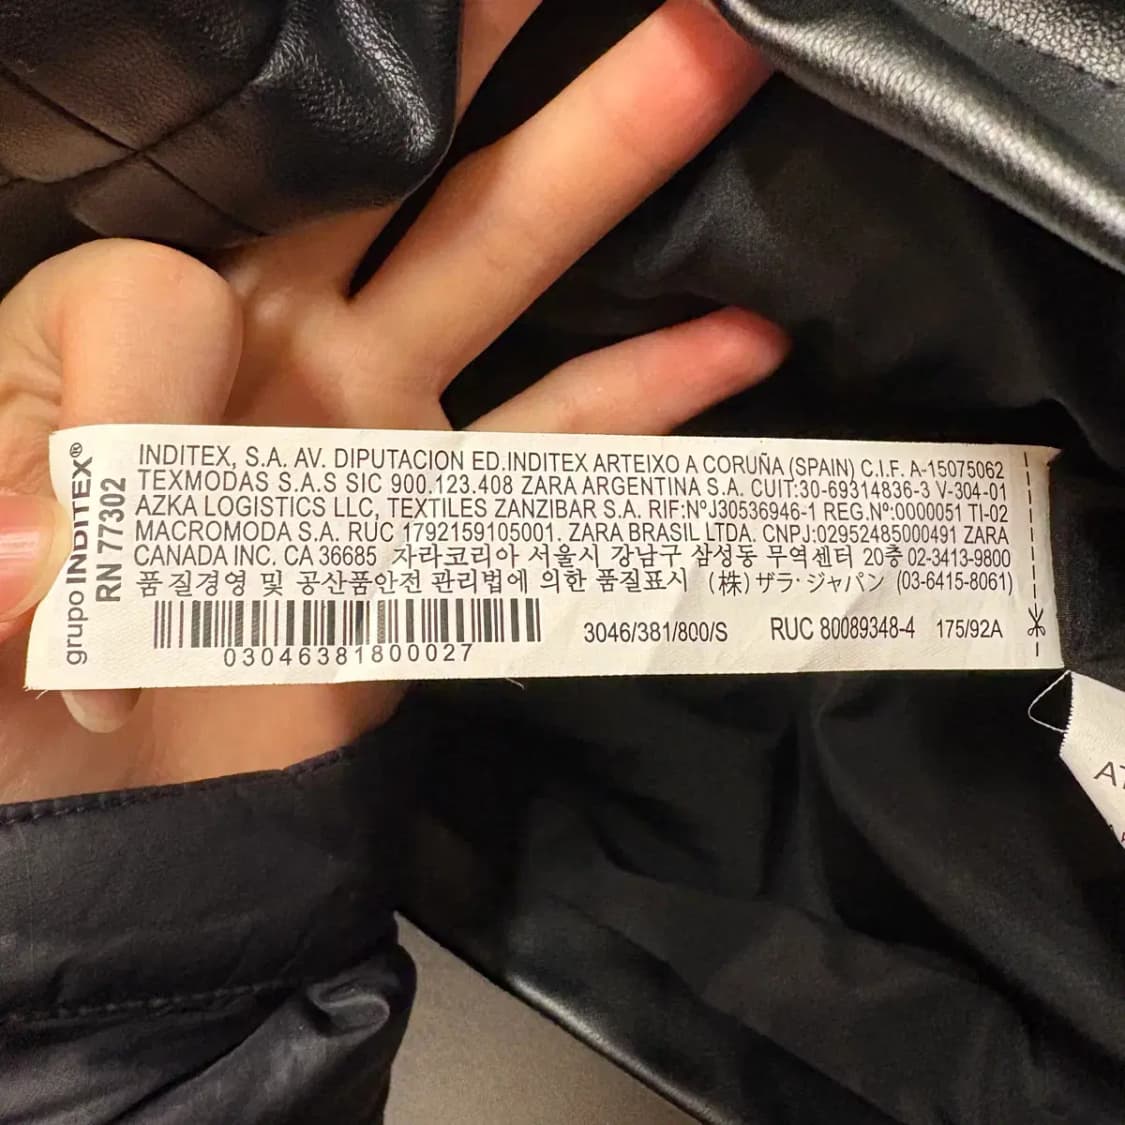 grupo INDITEX®
RN 77302
INDITEX, S.A. AV. DIPUTACION ED.INDITEX ARTEIXO A CORUÑA (SPAIN) C.I.F. A-15075062
TEXMODAS S.A.S SIC 900.123.408 ZARA ARGENTINA S.A. CUIT:30-69314836-3 V-304-01
AZKA LOGISTICS LLC, TEXTILES ZANZIBAR S.A. RIF:NºJ30536946-1 REG.Nº:0000051 TI-02
MACROMODA S.A. RUC 1792159105001. ZARA BRASIL LTDA. CNPJ:02952485000491 ZARA
CANADA INC. CA 36685 자라코리아 서울시 강남구 삼성동 무역센터 20층 02-3413-9800
품질경영 및 공산품안전 관리법에 의한 품질표시 (株)ザラ・ジャパン (03-6415-8061)
03046381800027
3046/381/800/S RUC 80089348-4 175/92A